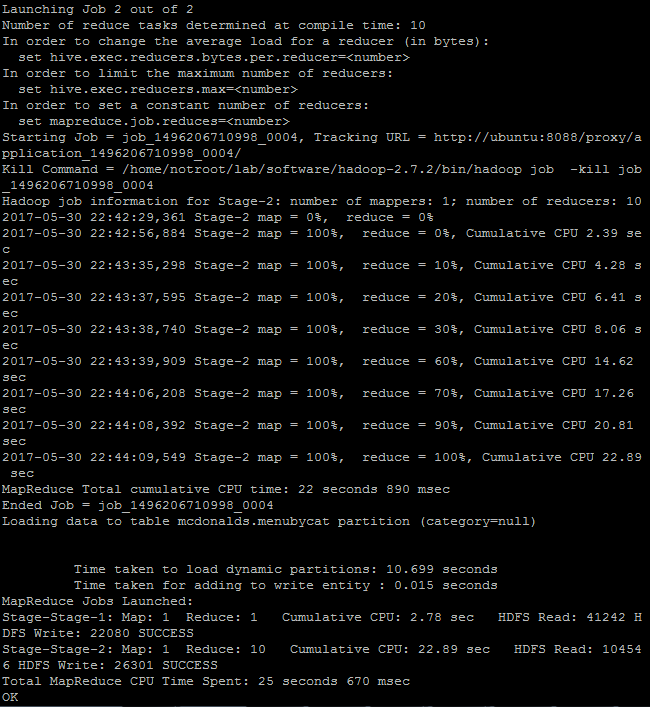 Launching Job 2 out of 2
Number of reduce tasks determined at compile time: 10
In order to change the average load for a reducer (in bytes):
  set hive.exec.reducers.bytes.per.reducer=<number>
In order to limit the maximum number of reducers:
  set hive.exec.reducers.max=<number>
In order to set a constant number of reducers:
  set mapreduce.job.reduces=<number>
Starting Job = job_1496206710998_0004, Tracking URL = http://ubuntu:8088/proxy/a
pplication_1496206710998_0004/
Kill Command = /home/notroot/lab/software/hadoop-2.7.2/bin/hadoop job  -kill job
_1496206710998_0004
Hadoop job information for Stage-2: number of mappers: 1; number of reducers: 10
2017-05-30 22:42:29,361 Stage-2 map = 0%,  reduce = 0%
2017-05-30 22:42:56,884 Stage-2 map = 100%,  reduce = 0%, Cumulative CPU 2.39 se
c
2017-05-30 22:43:35,298 Stage-2 map = 100%,  reduce = 10%, Cumulative CPU 4.28 s
ec
2017-05-30 22:43:37,595 Stage-2 map = 100%,  reduce = 20%, Cumulative CPU 6.41 s
ec
2017-05-30 22:43:38,740 Stage-2 map = 100%,  reduce = 30%, Cumulative CPU 8.06 s
ec
2017-05-30 22:43:39,909 Stage-2 map = 100%,  reduce = 60%, Cumulative CPU 14.62
sec
2017-05-30 22:44:06,208 Stage-2 map = 100%,  reduce = 70%, Cumulative CPU 17.26
sec
2017-05-30 22:44:08,392 Stage-2 map = 100%,  reduce = 90%, Cumulative CPU 20.81
sec
2017-05-30 22:44:09,549 Stage-2 map = 100%,  reduce = 100%, Cumulative CPU 22.89
 sec
MapReduce Total cumulative CPU time: 22 seconds 890 msec
Ended Job = job_1496206710998_0004
Loading data to table mcdonalds.menubycat partition (category=null)
         Time taken to load dynamic partitions: 10.699 seconds
         Time taken for adding to write entity : 0.015 seconds
MapReduce Jobs Launched:
Stage-Stage-1: Map: 1  Reduce: 1   Cumulative CPU: 2.78 sec   HDFS Read: 41242 H
DFS Write: 22080 SUCCESS
Stage-Stage-2: Map: 1  Reduce: 10   Cumulative CPU: 22.89 sec   HDFS Read: 10454
6 HDFS Write: 26301 SUCCESS
Total MapReduce CPU Time Spent: 25 seconds 670 msec
OK